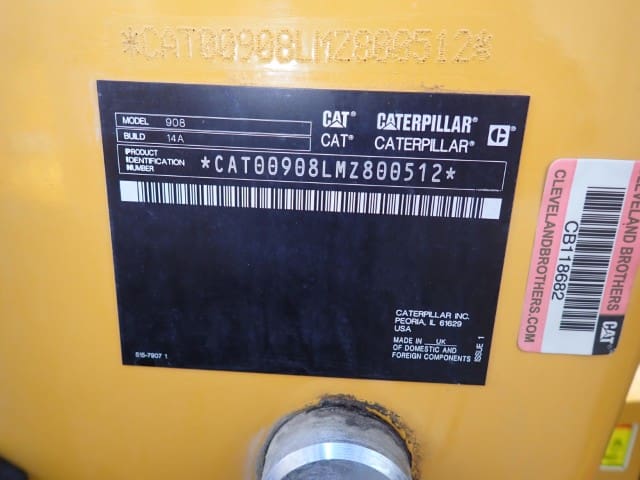 *CAT00908LMZ800512*
MODEL 908
BUILD 14A
CAT® CATERPILLAR®
CAT® CATERPILLAR®
PRODUCT
IDENTIFICATION
NUMBER
*CAT00908LMZ800512*
CATERPILLAR INC.
PEORIA, IL 61629
USA
MADE IN UK
OF DOMESTIC AND
FOREIGN COMPONENTS
ISSUE 1
515-7907 1
CLEVELAND BROTHERS
CB118682
CAT
CLEVELANDBROTHERS.COM